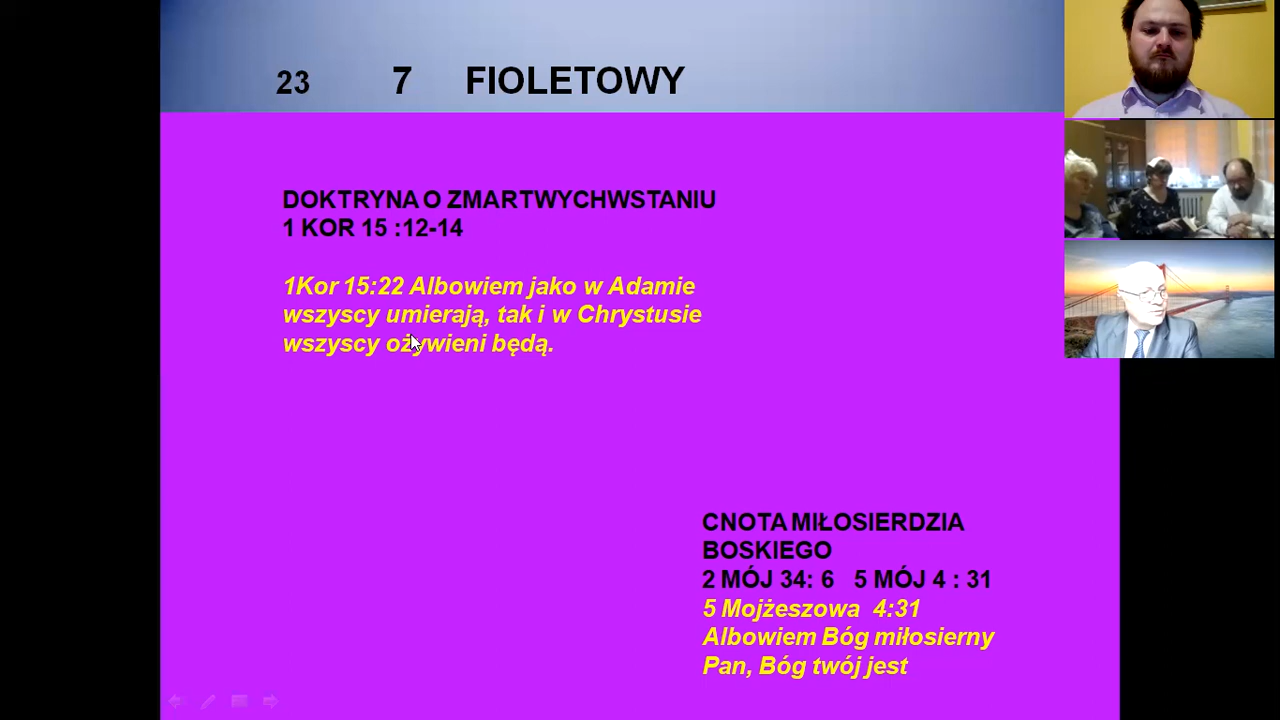 23 7 FIOLETOWY
DOKTRYNA O ZMARTWYCHWSTANIU
1 KOR 15 :12-14
1Kor 15:22 Albowiem jako w Adamie
wszyscy umierają, tak i w Chrystusie
wszyscy ożywieni będą.
CNOTA MIŁOSIERDZIA
BOSKIEGO
2 MÓJ 34: 6 5 MÓJ 4 : 31
5 Mojżeszowa 4:31
Albowiem Bóg miłosierny
Pan, Bóg twój jest